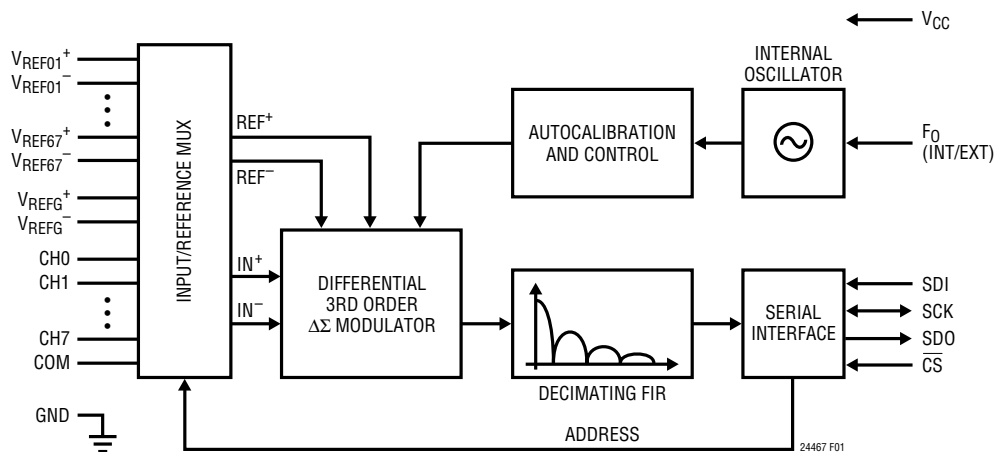 VREF01+
VREF01–
VREF67+
VREF67–
VREFG+
VREFG–
CH0
CH1
CH7
COM
GND
INPUT/REFERENCE MUX
REF+
REF–
IN+
IN–
DIFFERENTIAL
3RD ORDER
ΔΣ MODULATOR
AUTOCALIBRATION
AND CONTROL
INTERNAL
OSCILLATOR
VCC
FO
(INT/EXT)
DECIMATING FIR
SERIAL
INTERFACE
SDI
SCK
SDO
C̅S̅
ADDRESS
24467 F01